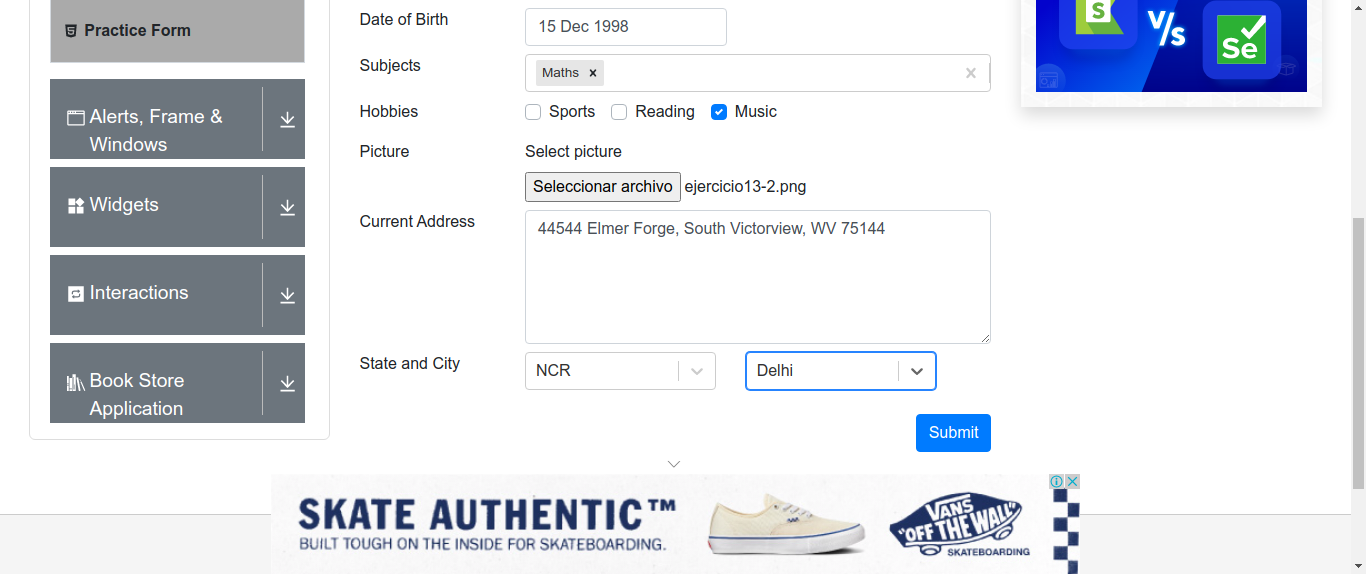 Practice Form
Alerts, Frame &
Windows
Widgets
Interactions
Book Store
Application
Date of Birth
15 Dec 1998
Subjects
Maths
Hobbies
Sports
Reading
Music
Picture
Select picture
Seleccionar archivo ejercicio13-2.png
Current Address
44544 Elmer Forge, South Victorview, WV 75144
State and City
NCR
Delhi
Submit
S
V/s
Se
SKATE AUTHENTIC™
BUILT TOUGH ON THE INSIDE FOR SKATEBOARDING.
VANS
"OFF THE WALL"
SKATEBOARDING